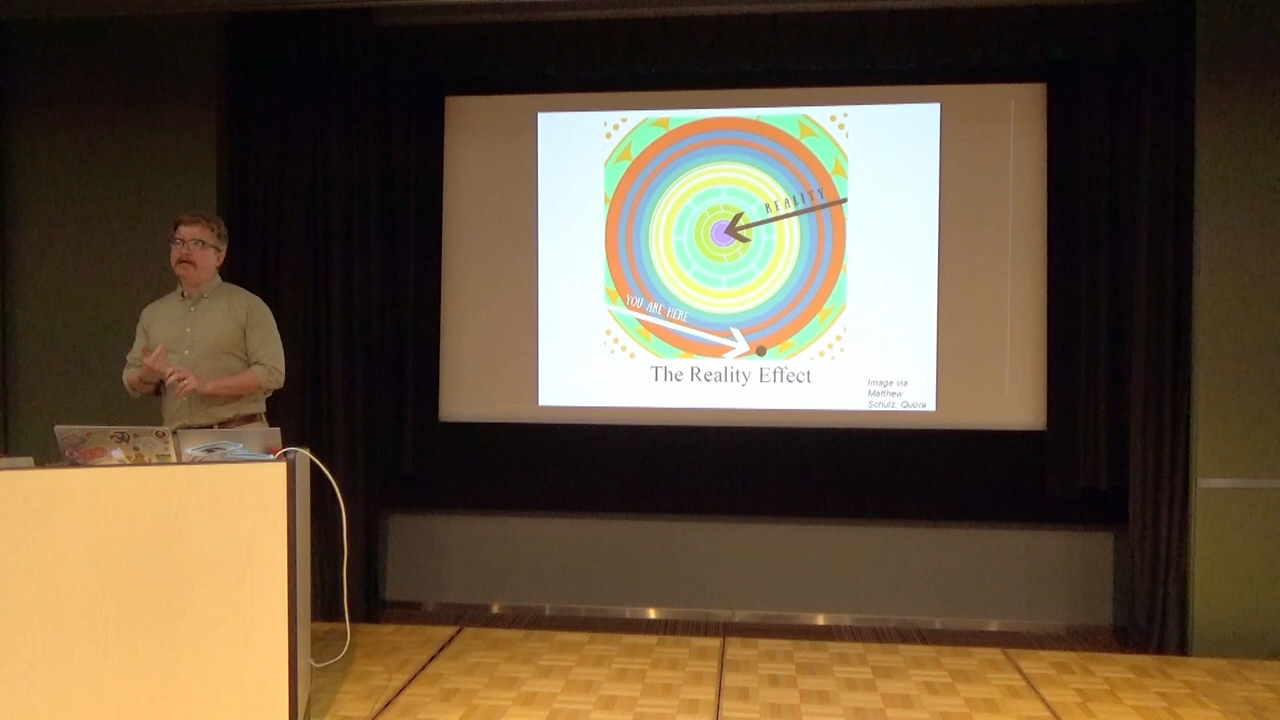 REALITY
YOU ARE HERE
The Reality Effect
Image via
Matthew
Schulz, Quora